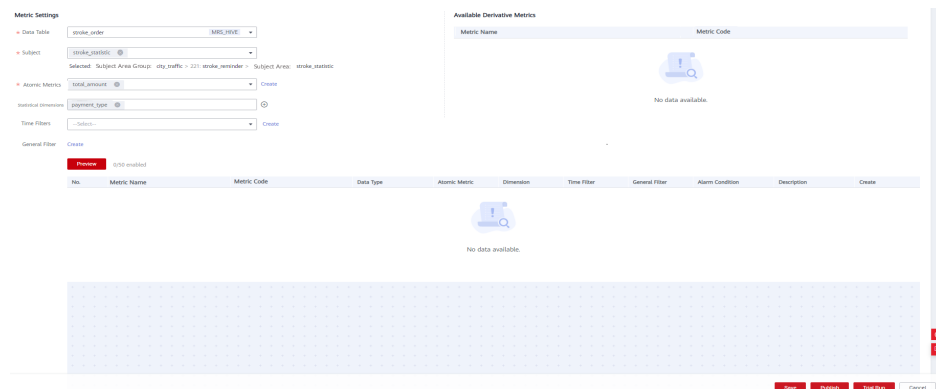 Metric Settings
Available Derivative Metrics
* Data Table stroke_order MRS_HIVE
Metric Name Metric Code
* Subject stroke_statistic
Selected: Subject Area Group: city_traffic > 221: stroke_reminder > Subject Area: stroke_statistic
* Atomic Metrics total_amount Create
No data available.
Statistical Dimension payment_type
Time Filters --Select-- Create
General Filter Create
Preview 0/50 enabled
No. Metric Name Metric Code Data Type Atomic Metric Dimension Time Filter General Filter Alarm Condition Description Create
No data available.
Save Publish Trial Run Cancel